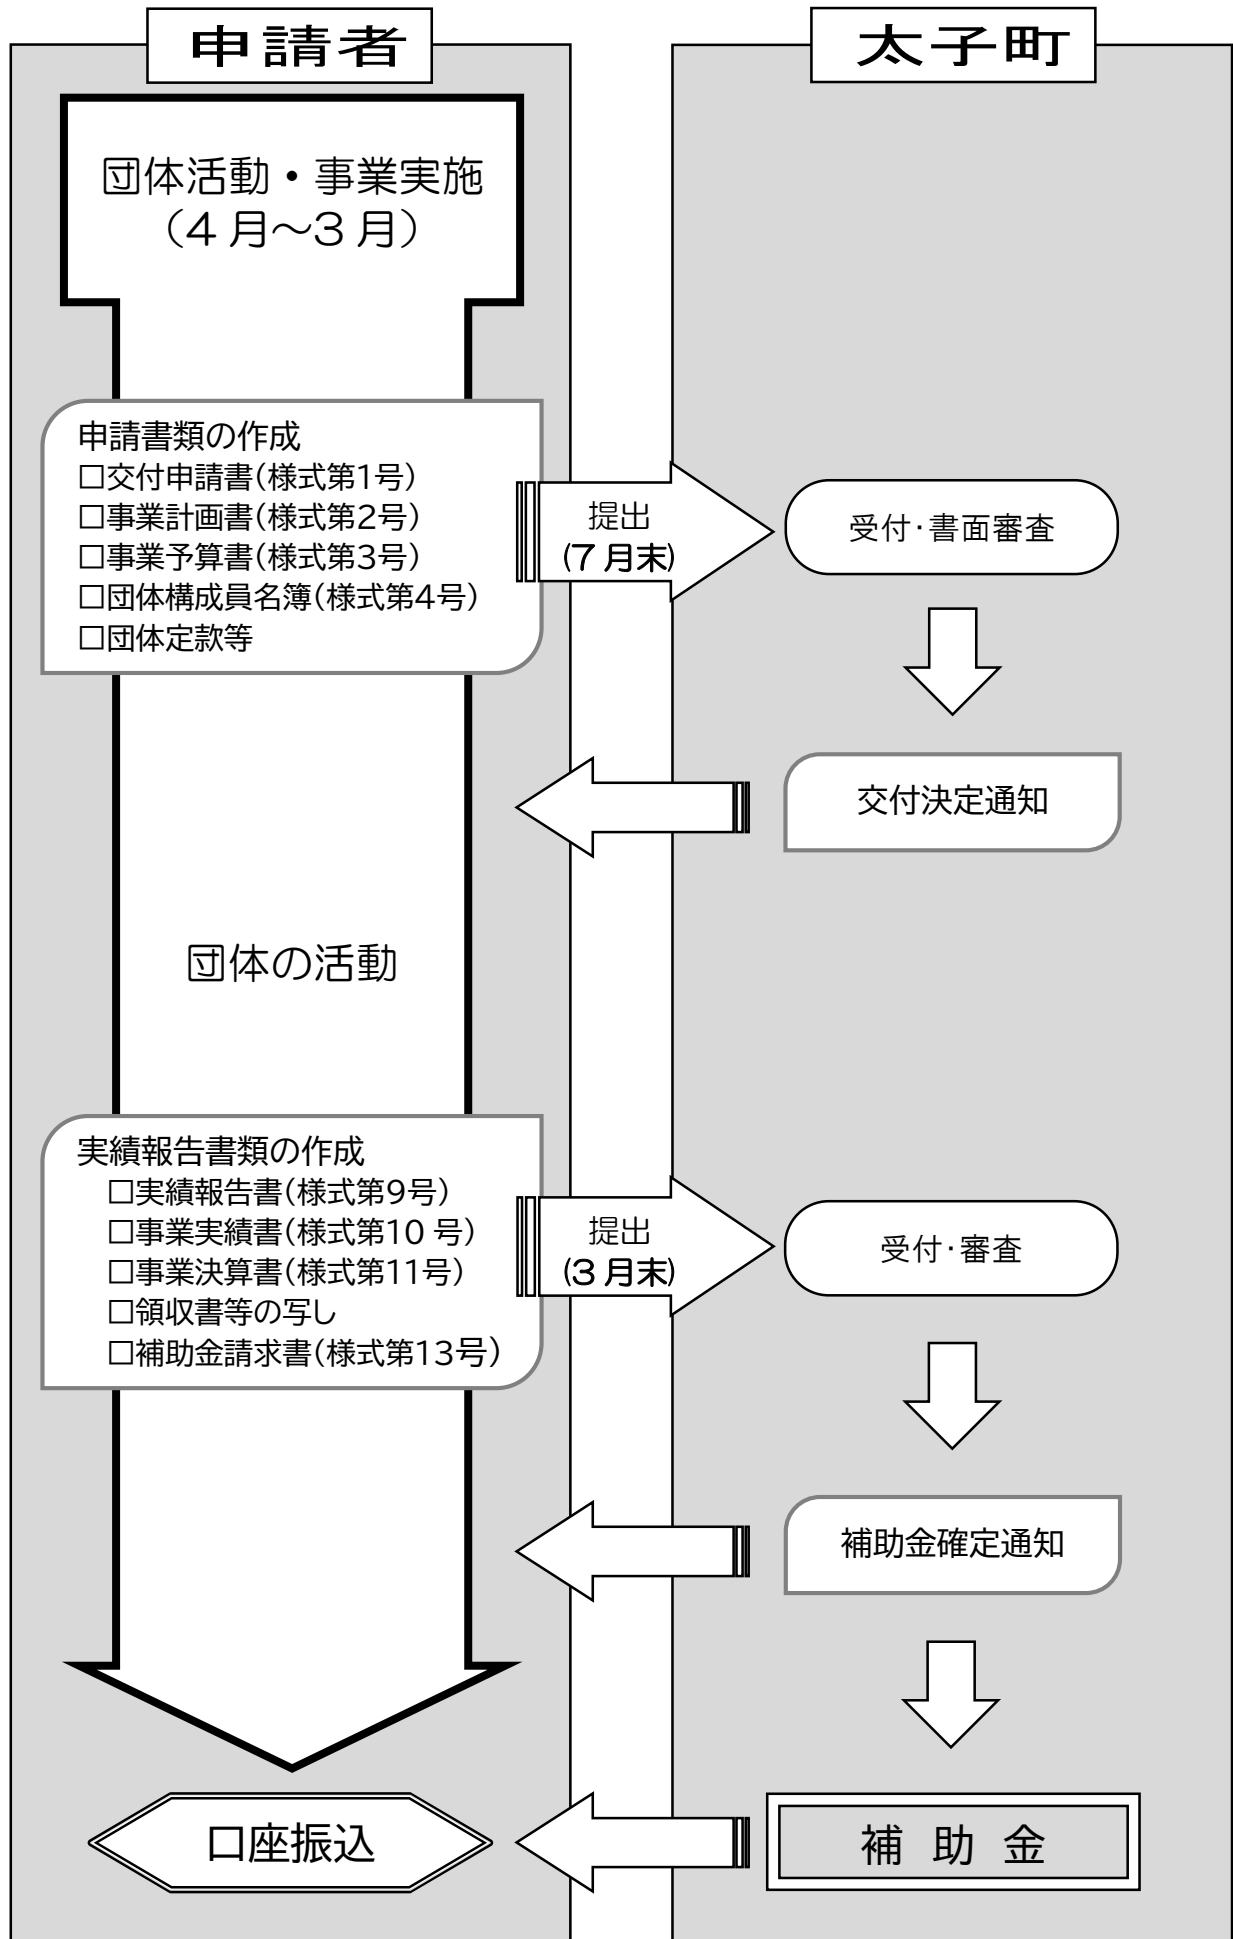 申請者
太子町
団体活動・事業実施
（４月～３月）
申請書類の作成
□交付申請書(様式第1号)
□事業計画書(様式第2号)
□事業予算書(様式第3号)
□団体構成員名簿(様式第4号)
□団体定款等
提出
(７月末)
受付・書面審査
交付決定通知
団体の活動
実績報告書類の作成
□実績報告書(様式第9号)
□事業実績書(様式第10 号)
□事業決算書(様式第11号)
□領収書等の写し
□補助金請求書(様式第13号)
提出
(３月末)
受付・審査
補助金確定通知
口座振込
補 助 金